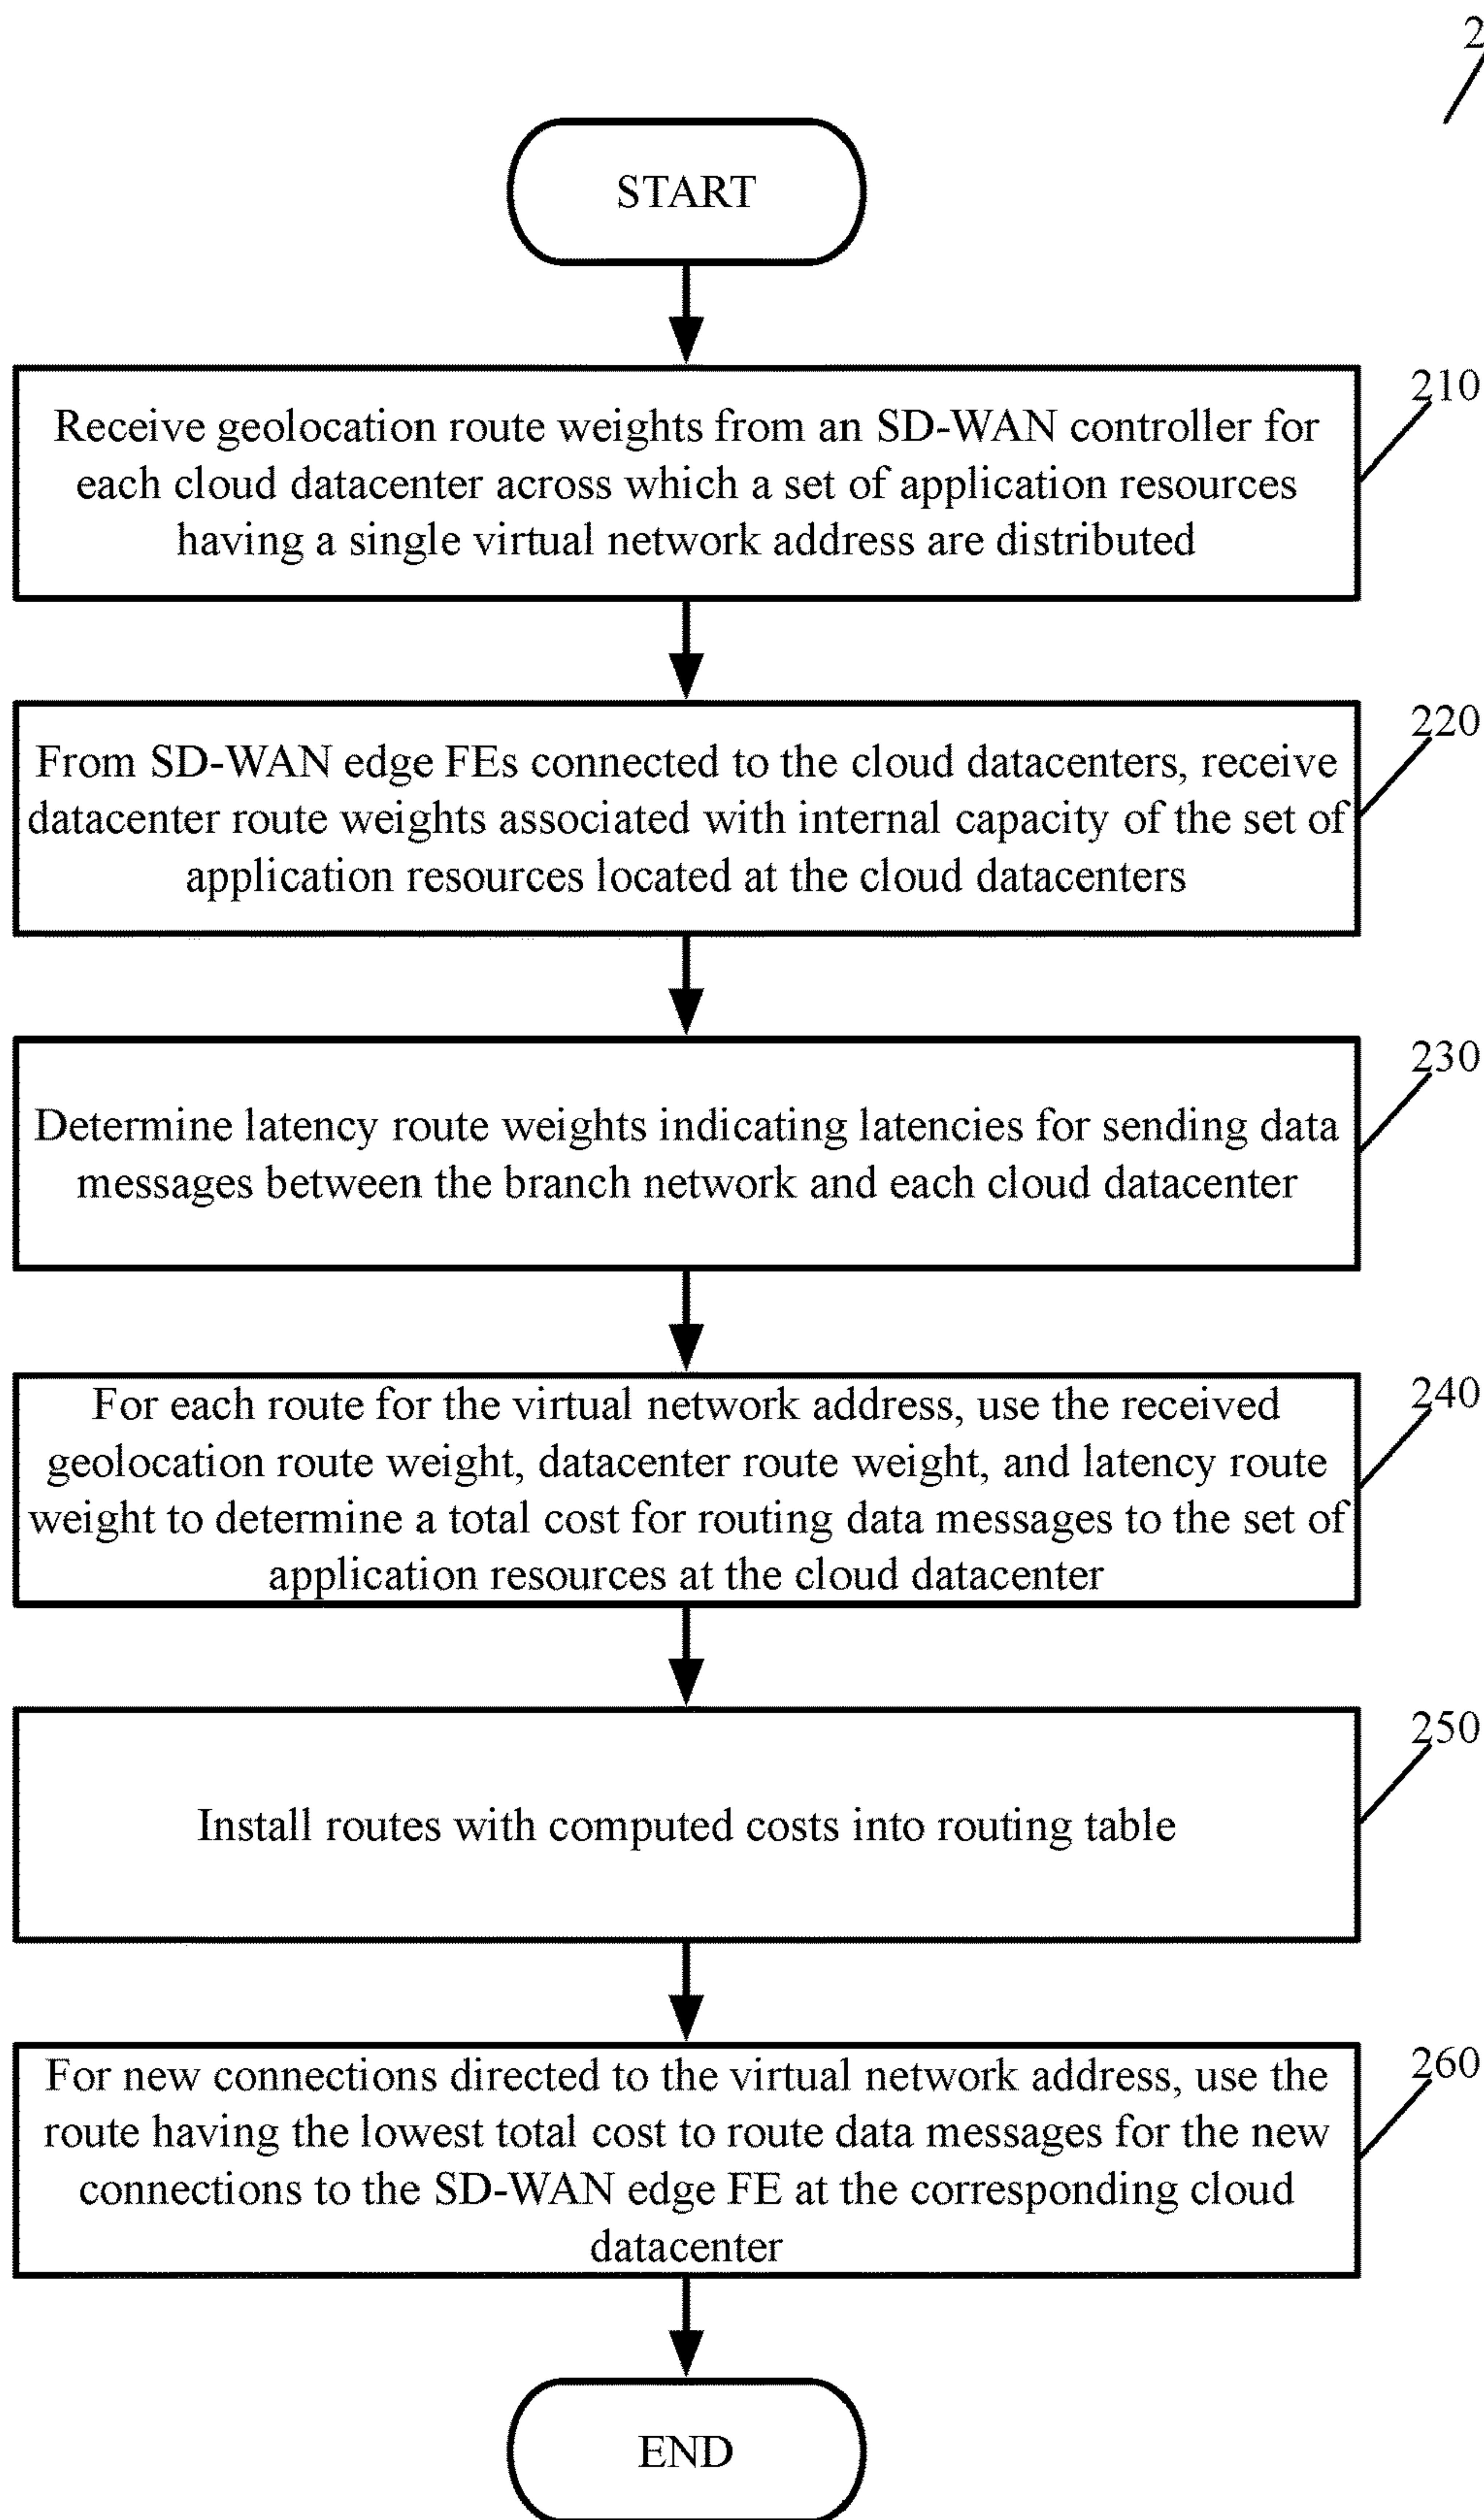 2
START
210
Receive geolocation route weights from an SD-WAN controller for
each cloud datacenter across which a set of application resources
having a single virtual network address are distributed
220
From SD-WAN edge FEs connected to the cloud datacenters, receive
datacenter route weights associated with internal capacity of the set of
application resources located at the cloud datacenters
230
Determine latency route weights indicating latencies for sending data
messages between the branch network and each cloud datacenter
240
For each route for the virtual network address, use the received
geolocation route weight, datacenter route weight, and latency route
weight to determine a total cost for routing data messages to the set of
application resources at the cloud datacenter
250
Install routes with computed costs into routing table
260
For new connections directed to the virtual network address, use the
route having the lowest total cost to route data messages for the new
connections to the SD-WAN edge FE at the corresponding cloud
datacenter
END